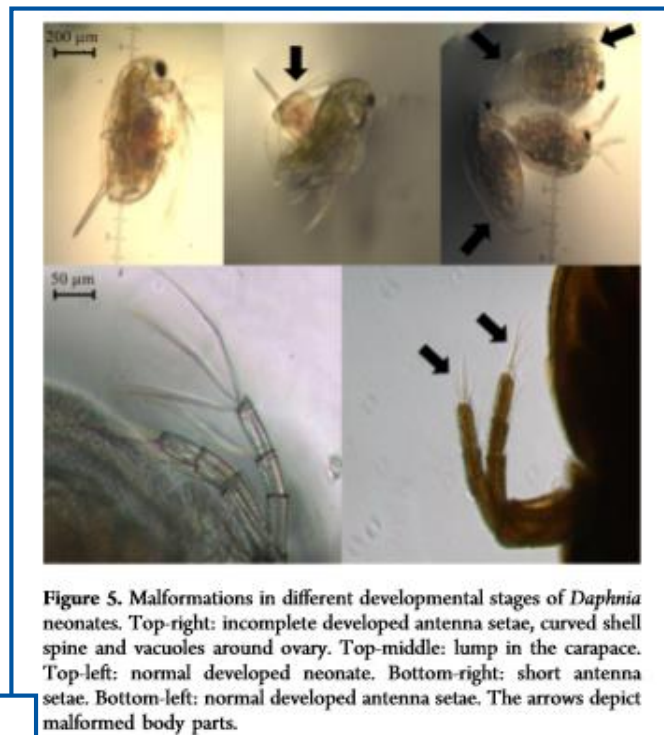 200 µm
50 µm
Figure 5. Malformations in different developmental stages of Daphnia
neonates. Top-right: incomplete developed antenna setae, curved shell
spine and vacuoles around ovary. Top-middle: lump in the carapace.
Top-left: normal developed neonate. Bottom-right: short antenna
setae. Bottom-left: normal developed antenna setae. The arrows depict
malformed body parts.